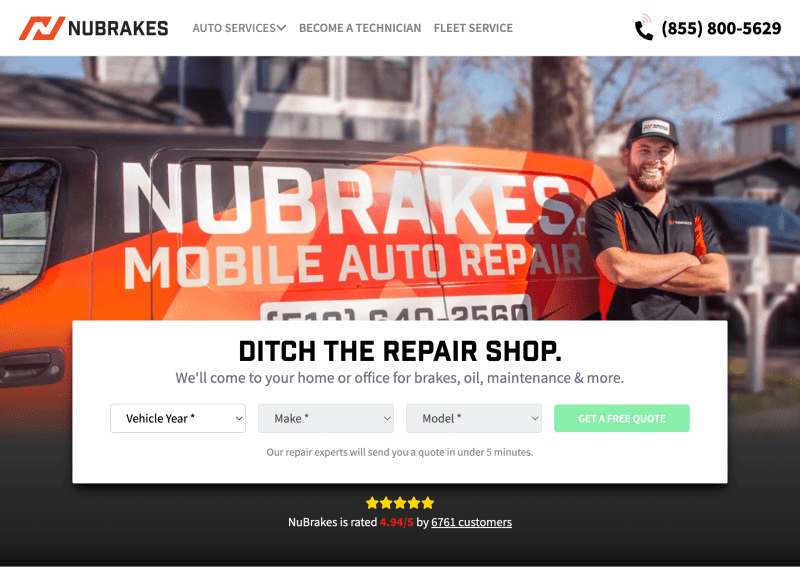 NUBRAKES
AUTO SERVICES
BECOME A TECHNICIAN
FLEET SERVICE
(855) 800-5629
NUBRAKES
MOBILE AUTO REPAIR
DITCH THE REPAIR SHOP.
We'll come to your home or office for brakes, oil, maintenance & more.
Vehicle Year *
Make *
Model *
GET A FREE QUOTE
Our repair experts will send you a quote in under 5 minutes.
NuBrakes is rated 4.94/5 by 6761 customers